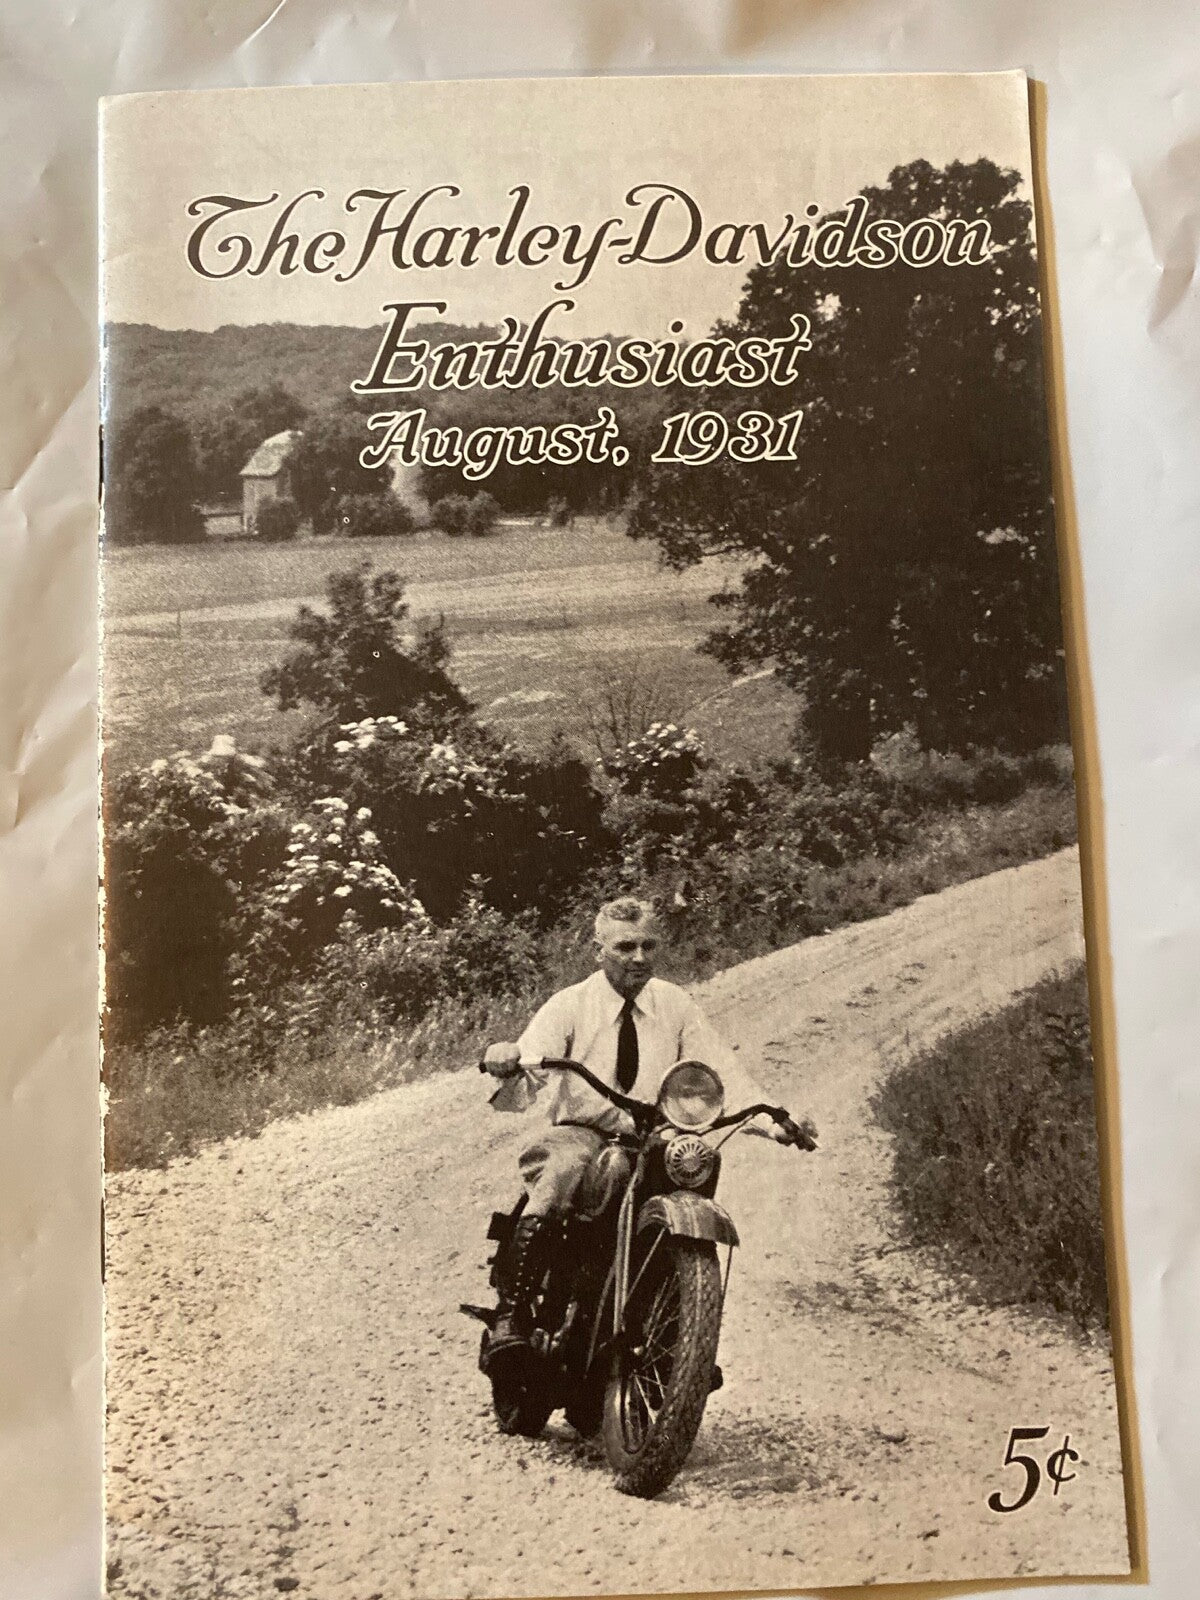 The Harley-Davidson
Enthusiast
August, 1931
5¢